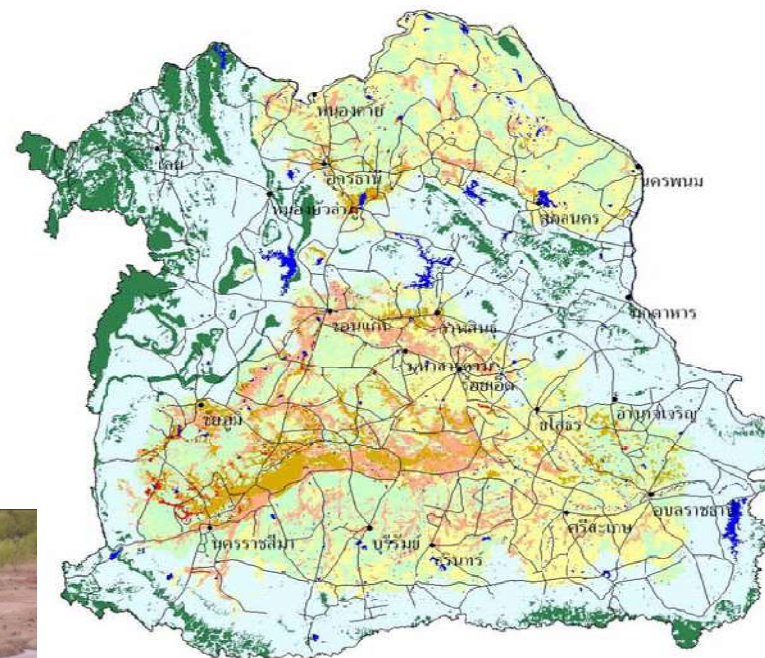 หนองคาย
เลย
อุดรธานี
นครพนม
หนองบัวลำภู
สกลนคร
มุกดาหาร
ขอนแก่น
กาฬสินธุ์
มหาสารคาม
ร้อยเอ็ด
ชัยภูมิ
ยโสธร
อำนาจเจริญ
อุบลราชธานี
ศรีสะเกษ
นครราชสีมา
บุรีรัมย์
สุรินทร์